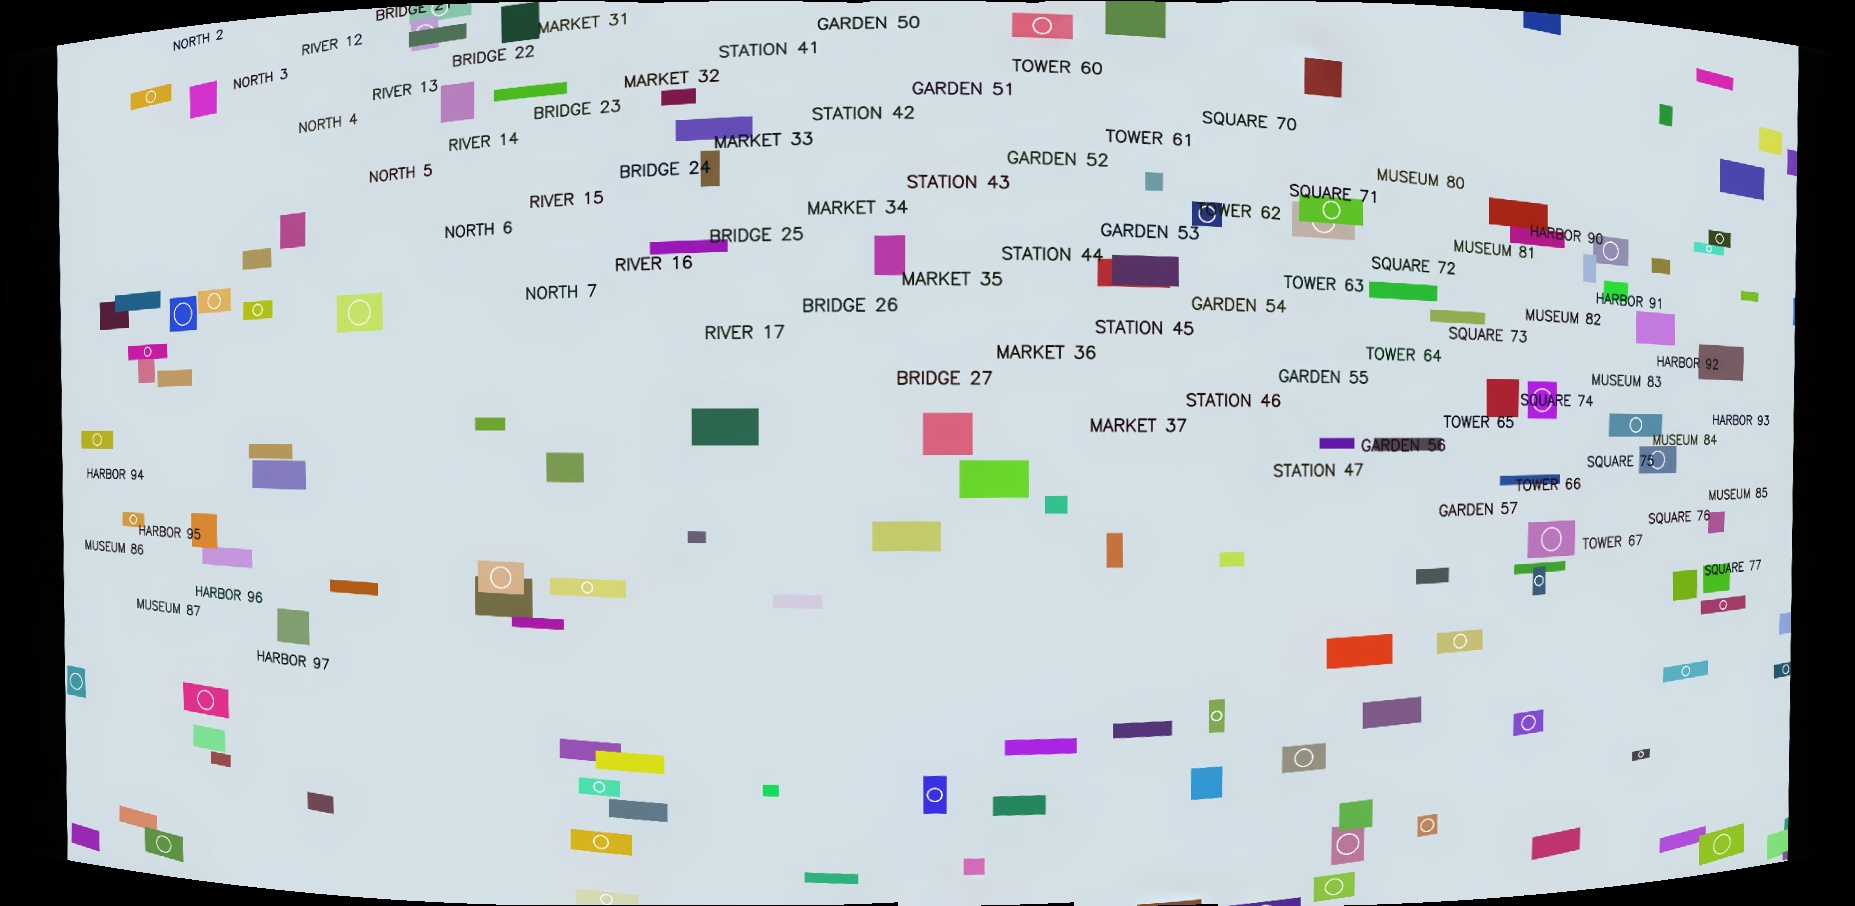 BRIDGE 21
NORTH 2
RIVER 12
BRIDGE 22
MARKET 31
STATION 41
GARDEN 50
NORTH 3
RIVER 13
BRIDGE 23
MARKET 32
STATION 42
GARDEN 51
TOWER 60
NORTH 4
RIVER 14
BRIDGE 24
MARKET 33
STATION 43
GARDEN 52
TOWER 61
SQUARE 70
NORTH 5
RIVER 15
BRIDGE 25
MARKET 34
STATION 44
GARDEN 53
TOWER 62
SQUARE 71
MUSEUM 80
NORTH 6
RIVER 16
BRIDGE 26
MARKET 35
STATION 45
GARDEN 54
TOWER 63
SQUARE 72
MUSEUM 81
HARBOR 90
NORTH 7
RIVER 17
BRIDGE 27
MARKET 36
STATION 46
GARDEN 55
TOWER 64
SQUARE 73
MUSEUM 82
HARBOR 91
MARKET 37
STATION 47
GARDEN 56
TOWER 65
SQUARE 74
MUSEUM 83
HARBOR 92
GARDEN 57
TOWER 66
SQUARE 75
MUSEUM 84
HARBOR 93
TOWER 67
SQUARE 76
MUSEUM 85
HARBOR 94
SQUARE 77
MUSEUM 86
HARBOR 95
MUSEUM 87
HARBOR 96
HARBOR 97